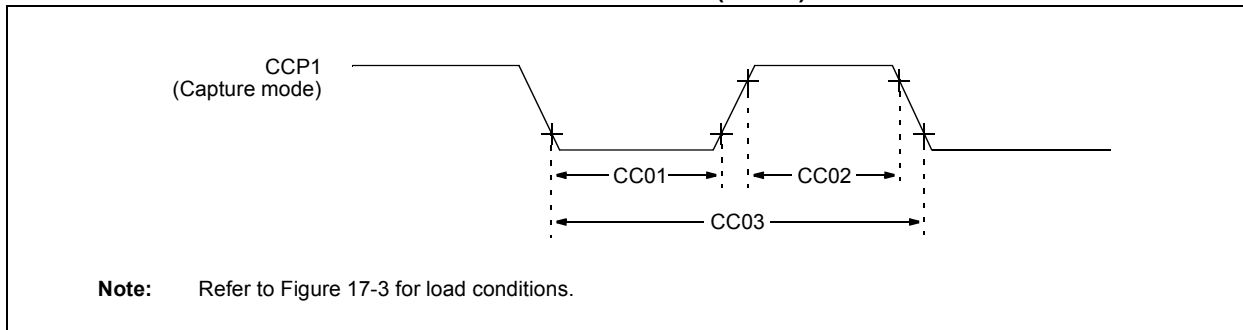 CCP1
(Capture mode)
CC01
CC02
CC03
Note: Refer to Figure 17-3 for load conditions.